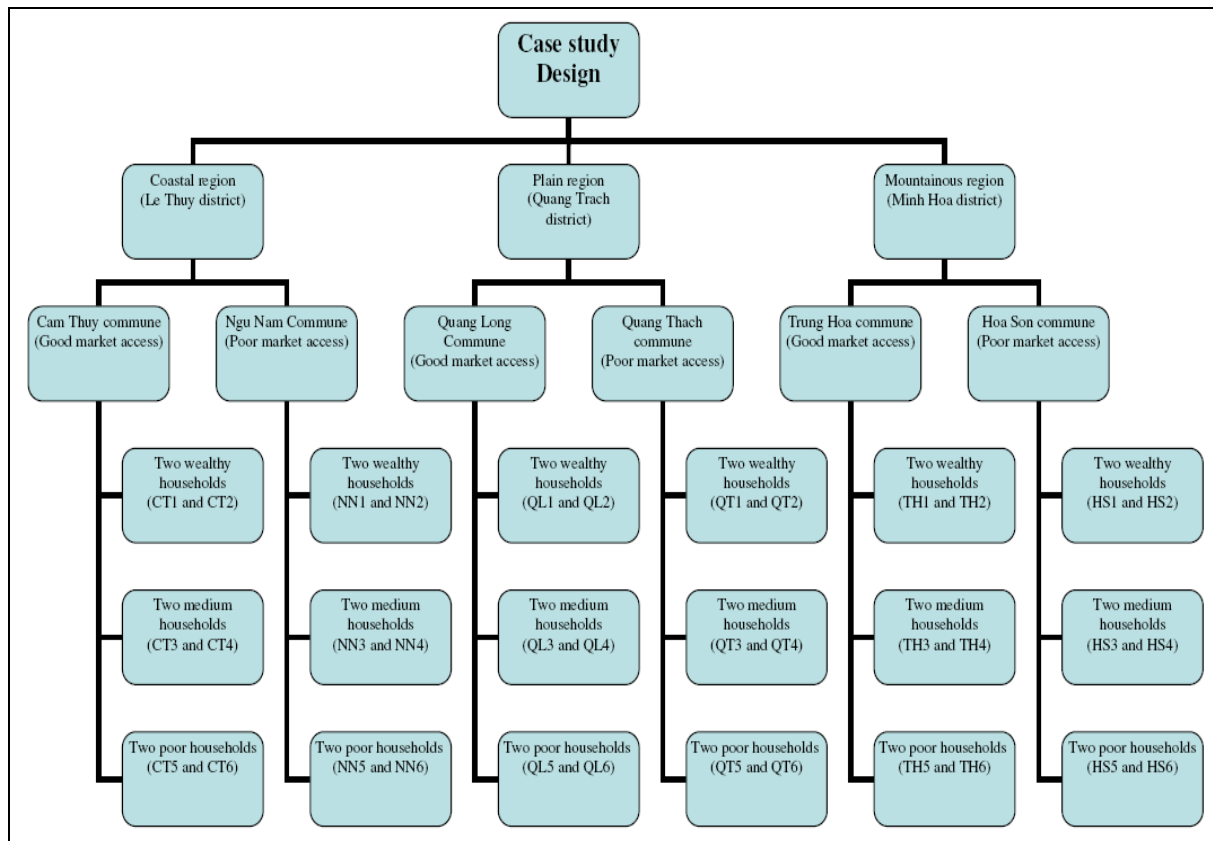 Case study
Design
Coastal region
(Le Thuy district)
Plain region
(Quang Trach
district)
Mountainous region
(Minh Hoa district)
Cam Thuy commune
(Good market access)
Ngu Nam Commune
(Poor market access)
Quang Long
Commune
(Good market access)
Quang Thach
commune
(Poor market access)
Trung Hoa commune
(Good market access)
Hoa Son commune
(Poor market access)
Two wealthy
households
(CT1 and CT2)
Two wealthy
households
(NN1 and NN2)
Two wealthy
households
(QL1 and QL2)
Two wealthy
households
(QT1 and QT2)
Two wealthy
households
(TH1 and TH2)
Two wealthy
households
(HS1 and HS2)
Two medium
households
(CT3 and CT4)
Two medium
households
(NN3 and NN4)
Two medium
households
(QL3 and QL4)
Two medium
households
(QT3 and QT4)
Two medium
households
(TH3 and TH4)
Two medium
households
(HS3 and HS4)
Two poor households
(CT5 and CT6)
Two poor households
(NN5 and NN6)
Two poor households
(QL5 and QL6)
Two poor households
(QT5 and QT6)
Two poor households
(TH5 and TH6)
Two poor households
(HS5 and HS6)